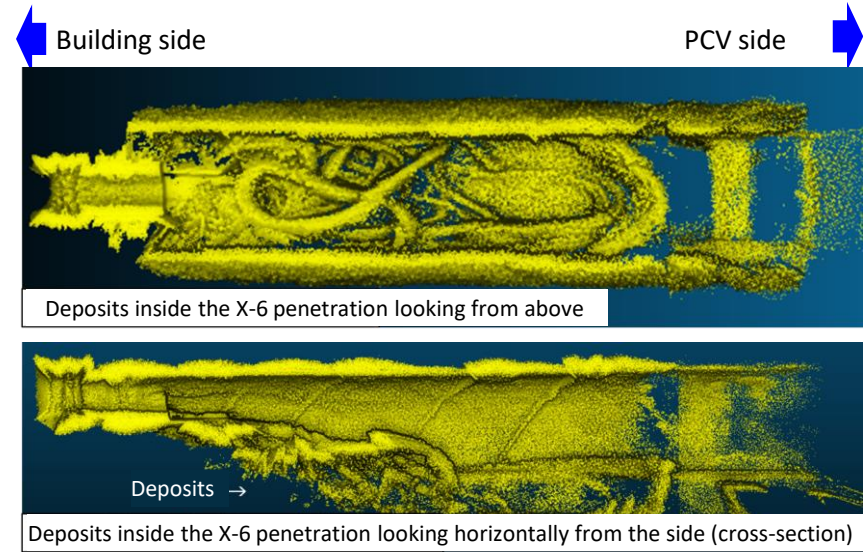 Building side
PCV side
Deposits inside the X-6 penetration looking from above
Deposits →
Deposits inside the X-6 penetration looking horizontally from the side (cross-section)